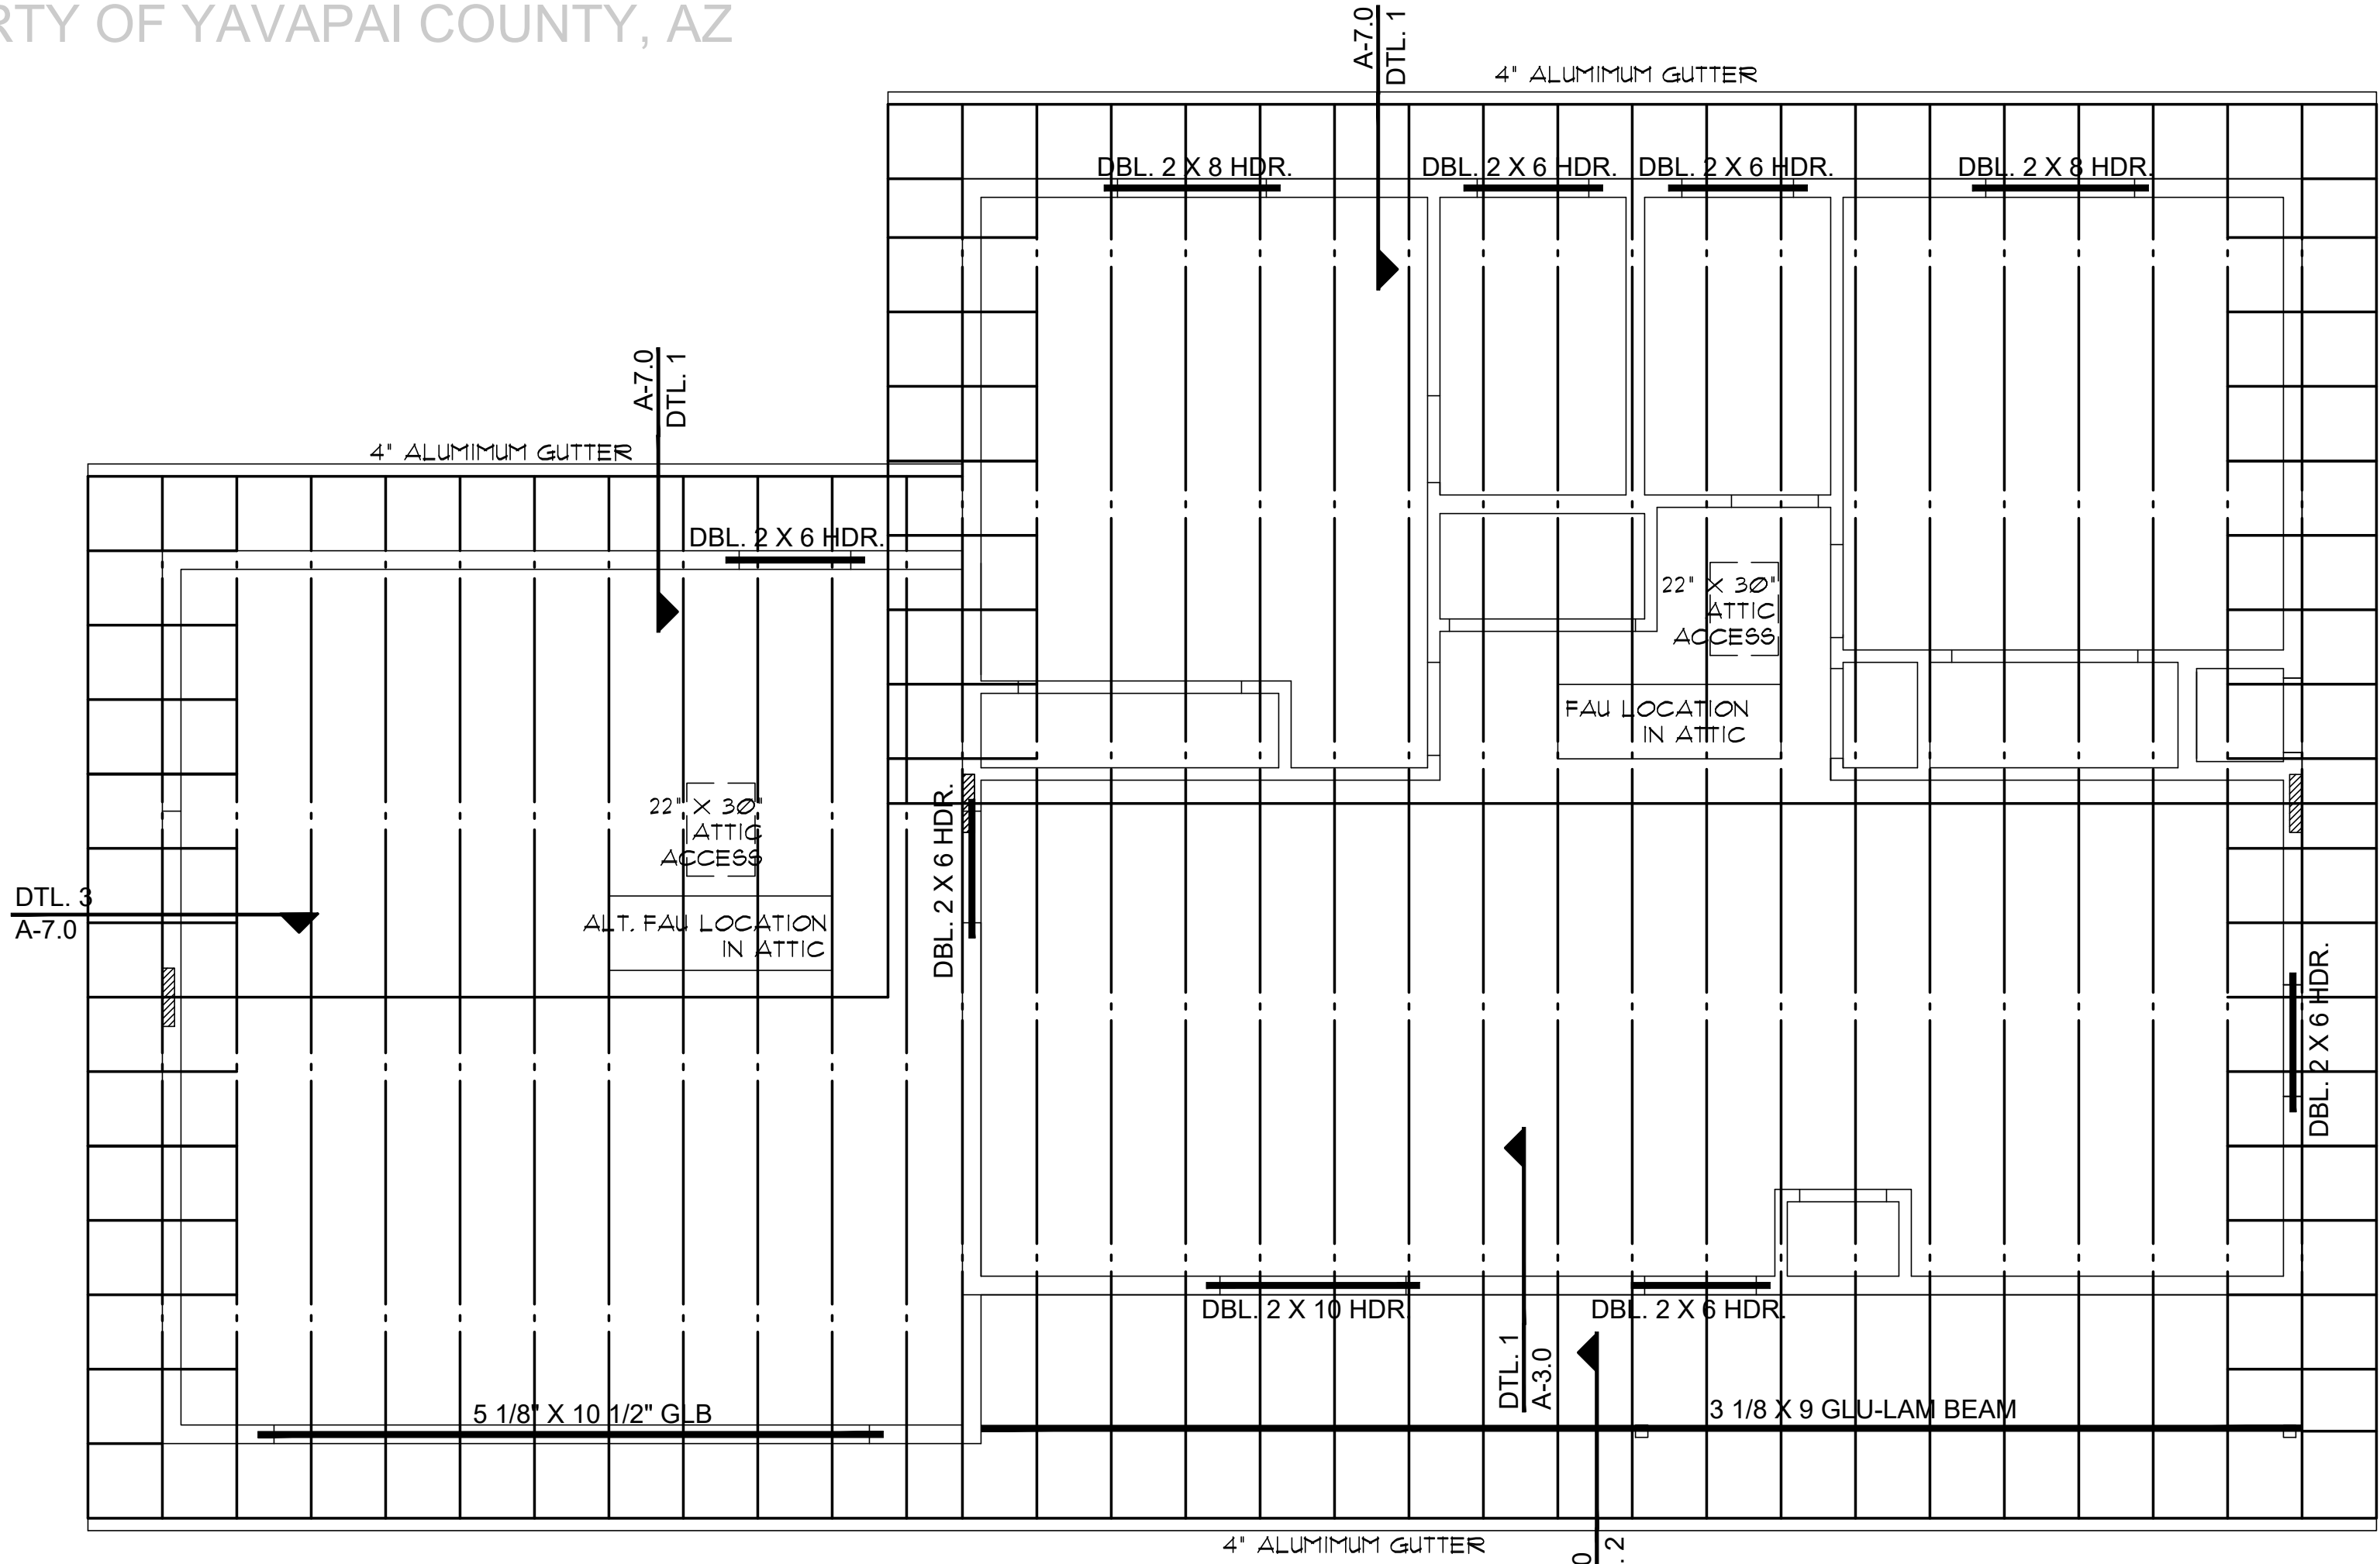 RTY OF YAVAPAI COUNTY, AZ
A-7.0
DTL. 1
4" ALUMIMUM GUTTER
DBL. 2 X 8 HDR.
DBL. 2 X 6 HDR.
DBL. 2 X 6 HDR.
DBL. 2 X 8 HDR.
A-7.0
DTL. 1
4" ALUMIMUM GUTTER
DBL. 2 X 6 HDR.
22" X 30"
ATTIC
ACCESS
FAU LOCATION
IN ATTIC
22" X 30"
ATTIC
ACCESS
DBL. 2 X 6 HDR.
DTL. 3
A-7.0
ALT. FAU LOCATION
IN ATTIC
DBL. 2 X 6 HDR.
DBL. 2 X 10 HDR.
DBL. 2 X 6 HDR.
DTL. 1
A-3.0
5 1/8" X 10 1/2" GLB
3 1/8 X 9 GLU-LAM BEAM
4" ALUMIMUM GUTTER
0
. 2